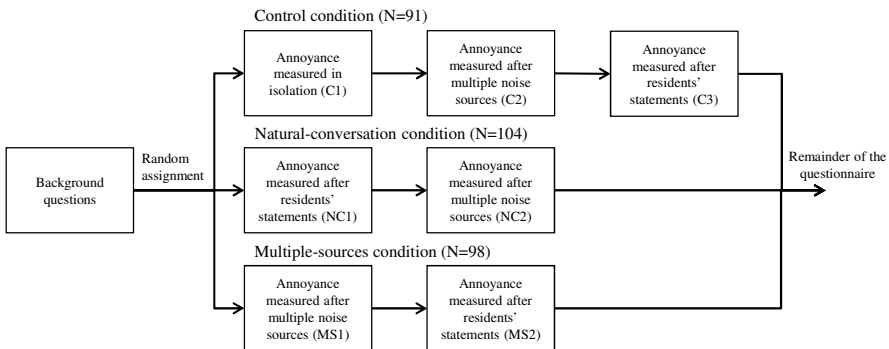 Control condition (N=91)
Annoyance
measured in
isolation (C1)
Annoyance
measured after
multiple noise
sources (C2)
Annoyance
measured after
residents'
statements (C3)
Natural-conversation condition (N=104)
Background
questions
Random
assignment
Annoyance
measured after
residents'
statements (NC1)
Annoyance
measured after
multiple noise
sources (NC2)
Remainder of the
questionnaire
Multiple-sources condition (N=98)
Annoyance
measured after
multiple noise
sources (MS1)
Annoyance
measured after
residents'
statements (MS2)